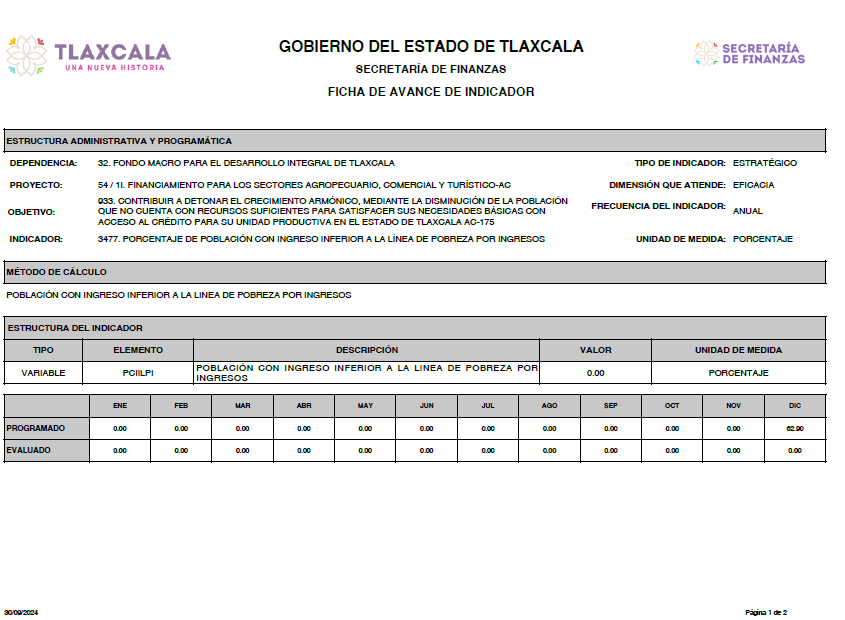 TLAXCALA
UNA NUEVA HISTORIA
GOBIERNO DEL ESTADO DE TLAXCALA
SECRETARÍA DE FINANZAS
FICHA DE AVANCE DE INDICADOR
SECRETARÍA
DE FINANZAS
ESTRUCTURA ADMINISTRATIVA Y PROGRAMÁTICA
DEPENDENCIA: 32. FONDO MACRO PARA EL DESARROLLO INTEGRAL DE TLAXCALA TIPO DE INDICADOR: ESTRATÉGICO
PROYECTO: 54 / 1I. FINANCIAMIENTO PARA LOS SECTORES AGROPECUARIO, COMERCIAL Y TURÍSTICO-AC DIMENSIÓN QUE ATIENDE: EFICACIA
OBJETIVO: 933. CONTRIBUIR A DETONAR EL CRECIMIENTO ARMÓNICO, MEDIANTE LA DISMINUCIÓN DE LA POBLACIÓN
QUE NO CUENTA CON RECURSOS SUFICIENTES PARA SATISFACER SUS NECESIDADES BÁSICAS CON
ACCESO AL CRÉDITO PARA SU UNIDAD PRODUCTIVA EN EL ESTADO DE TLAXCALA AC-175
FRECUENCIA DEL INDICADOR: ANUAL
INDICADOR: 3477. PORCENTAJE DE POBLACIÓN CON INGRESO INFERIOR A LA LÍNEA DE POBREZA POR INGRESOS UNIDAD DE MEDIDA: PORCENTAJE
MÉTODO DE CÁLCULO
POBLACIÓN CON INGRESO INFERIOR A LA LINEA DE POBREZA POR INGRESOS
ESTRUCTURA DEL INDICADOR
TIPO ELEMENTO DESCRIPCIÓN VALOR UNIDAD DE MEDIDA
VARIABLE PCIILPI POBLACIÓN CON INGRESO INFERIOR A LA LINEA DE POBREZA POR
INGRESOS 0.00 PORCENTAJE
ENE FEB MAR ABR MAY JUN JUL AGO SEP OCT NOV DIC
PROGRAMADO 0.00 0.00 0.00 0.00 0.00 0.00 0.00 0.00 0.00 0.00 0.00 62.90
EVALUADO 0.00 0.00 0.00 0.00 0.00 0.00 0.00 0.00 0.00 0.00 0.00 0.00
30/09/2024 Página 1 de 2